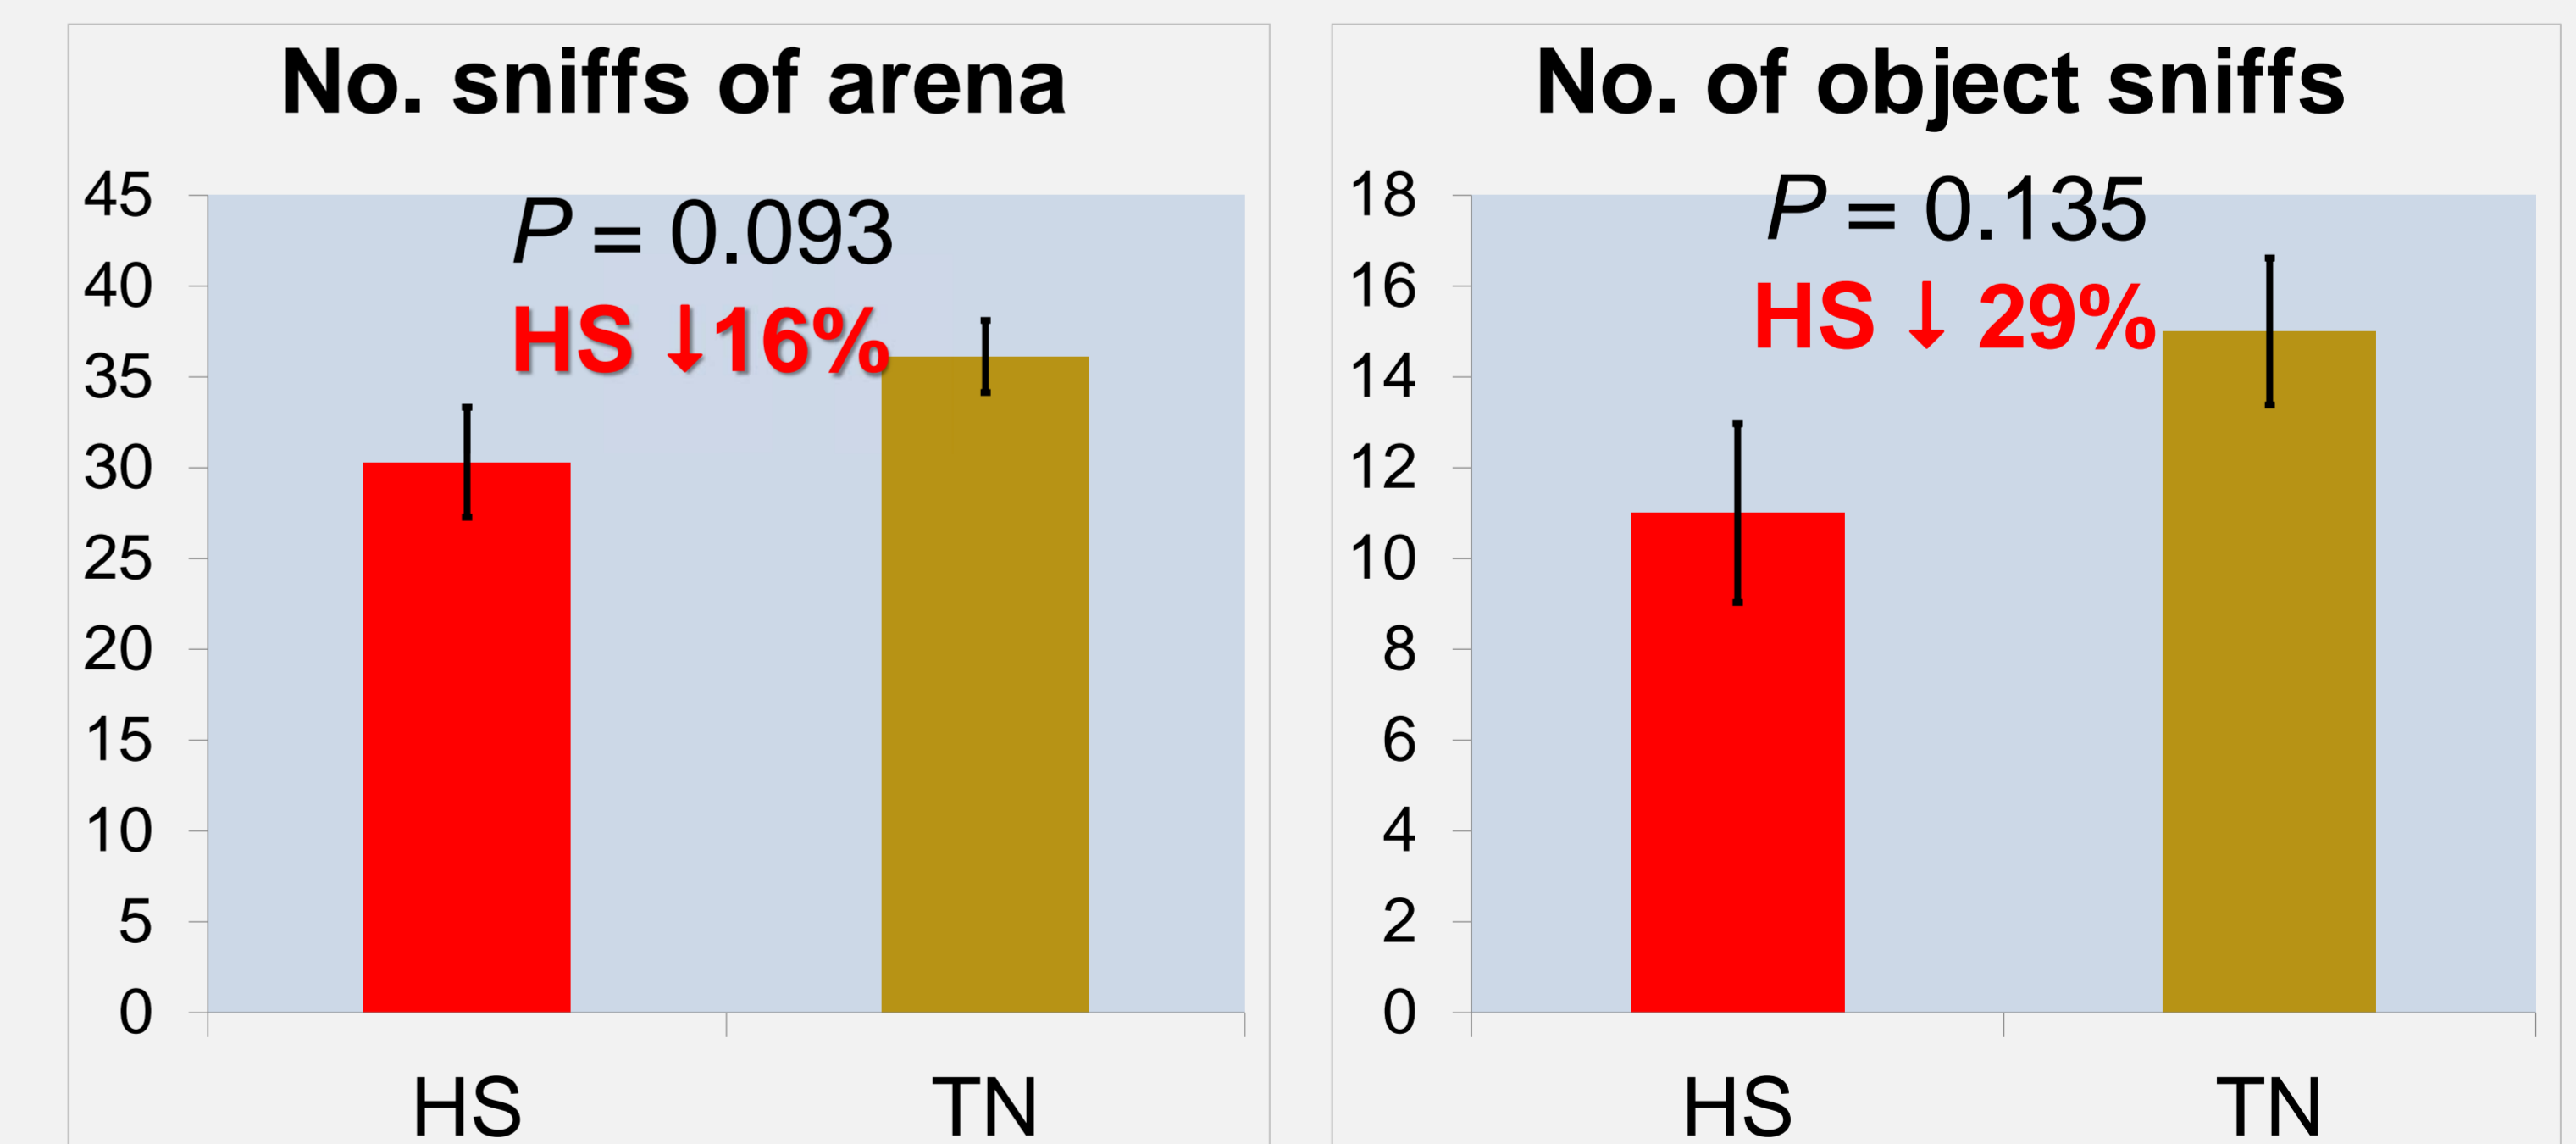 No. sniffs of arena
45
40
35
30
25
20
15
10
5
0
P = 0.093
HS ↓16%
HS TN
No. of object sniffs
18
16
14
12
10
8
6
4
2
0
P = 0.135
HS ↓ 29%
HS TN